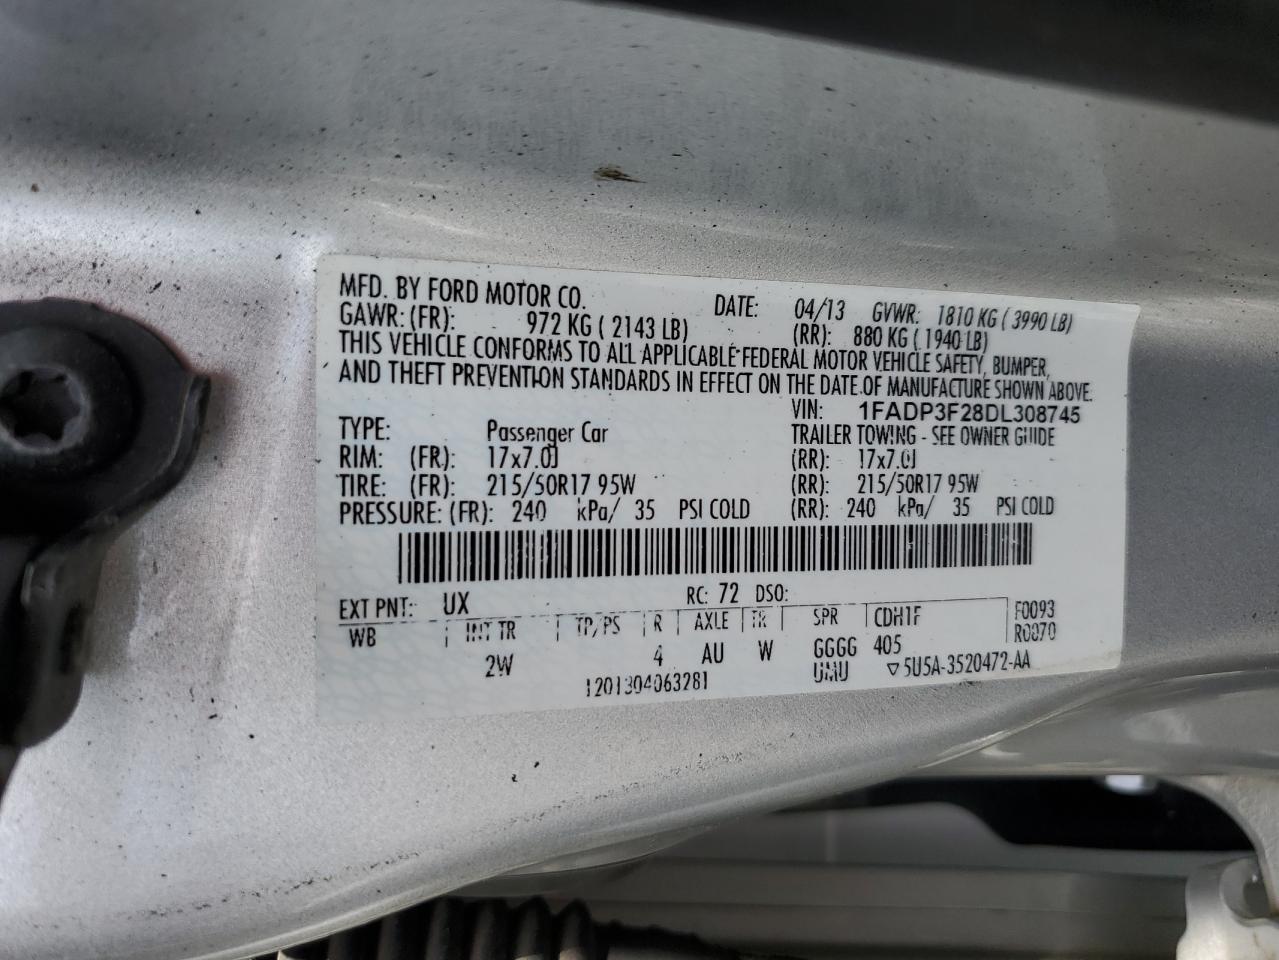 MFD. BY FORD MOTOR CO. DATE: 04/13 GVWR: 1810 KG ( 3990 LB)
GAWR: (FR): 972 KG ( 2143 LB) (RR): 880 KG ( 1940 LB)
THIS VEHICLE CONFORMS TO ALL APPLICABLE FEDERAL MOTOR VEHICLE SAFETY, BUMPER,
AND THEFT PREVENTION STANDARDS IN EFFECT ON THE DATE OF MANUFACTURE SHOWN ABOVE.
VIN: 1FADP3F28DL308745
TYPE: Passenger Car TRAILER TOWING - SEE OWNER GUIDE
RIM: (FR): 17x7.0J (RR): 17x7.0J
TIRE: (FR): 215/50R17 95W (RR): 215/50R17 95W
PRESSURE: (FR): 240 kPa/ 35 PSI COLD (RR): 240 kPa/ 35 PSI COLD
EXT PNT: UX RC: 72 DSO:
WB INT TR TP/PS R AXLE TR SPR CDH1F F0093
R0070
2W 4 AU W GGGG 405
UMU ▽5U5A-3520472-AA
1201304063281